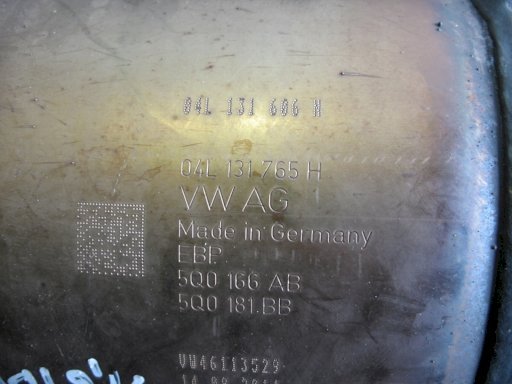 04L 131 606 H
04L 131 765 H
VW AG
Made in Germany
EBP
5Q0 166 AB
5Q0 181 BB
VW46113529